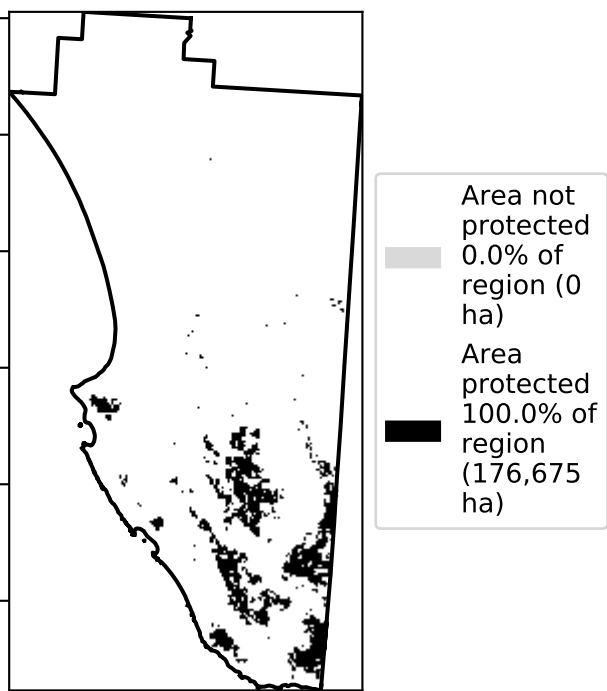 Area not
protected
0.0% of
region (0
ha)
Area
protected
100.0% of
region
(176,675
ha)